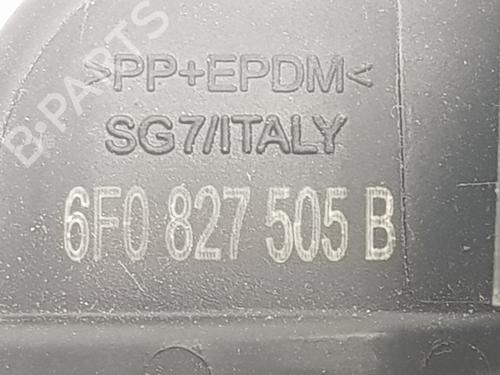 >PP+EPDM<
SG7/ITALY
6F0 827 505 B
B-PARTS